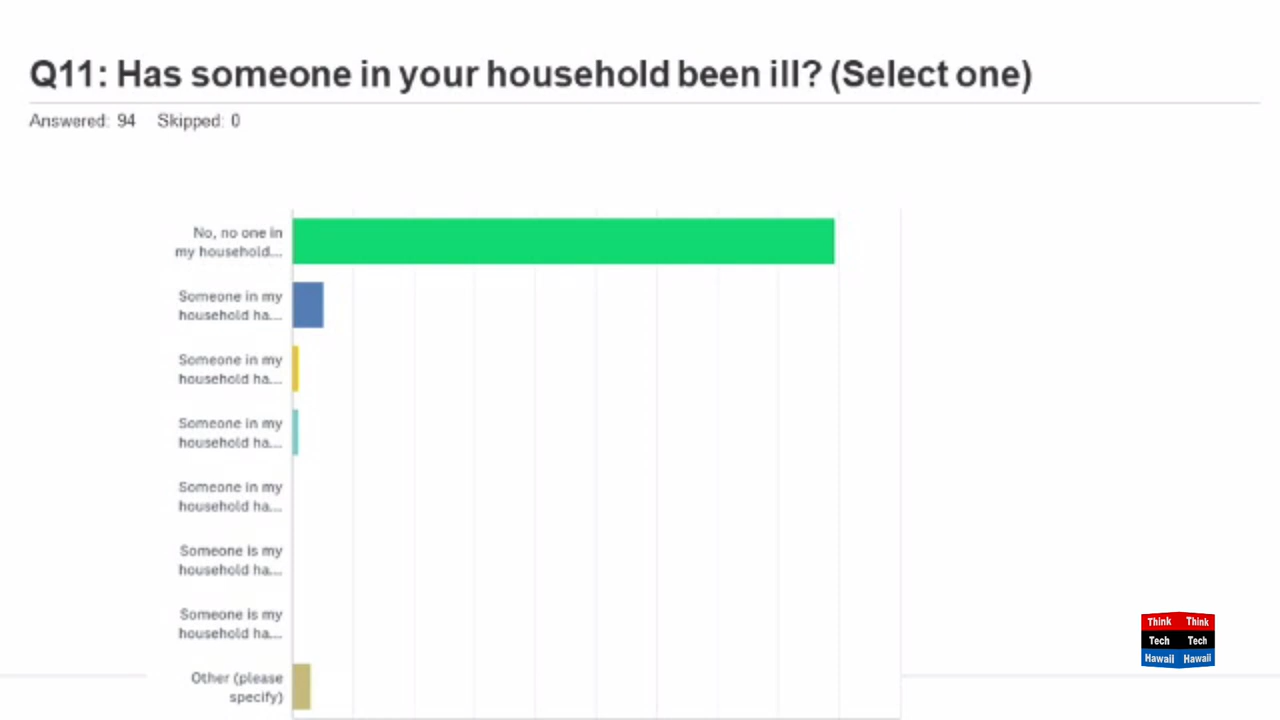 Q11: Has someone in your household been ill? (Select one)
Answered: 94 Skipped: 0
No, no one in
my household...
Someone in my
household ha...
Someone in my
household ha...
Someone in my
household ha...
Someone in my
household ha...
Someone is my
household ha...
Someone is my
household ha...
Other (please
specify)
Think Think
Tech Tech
Hawaii Hawaii